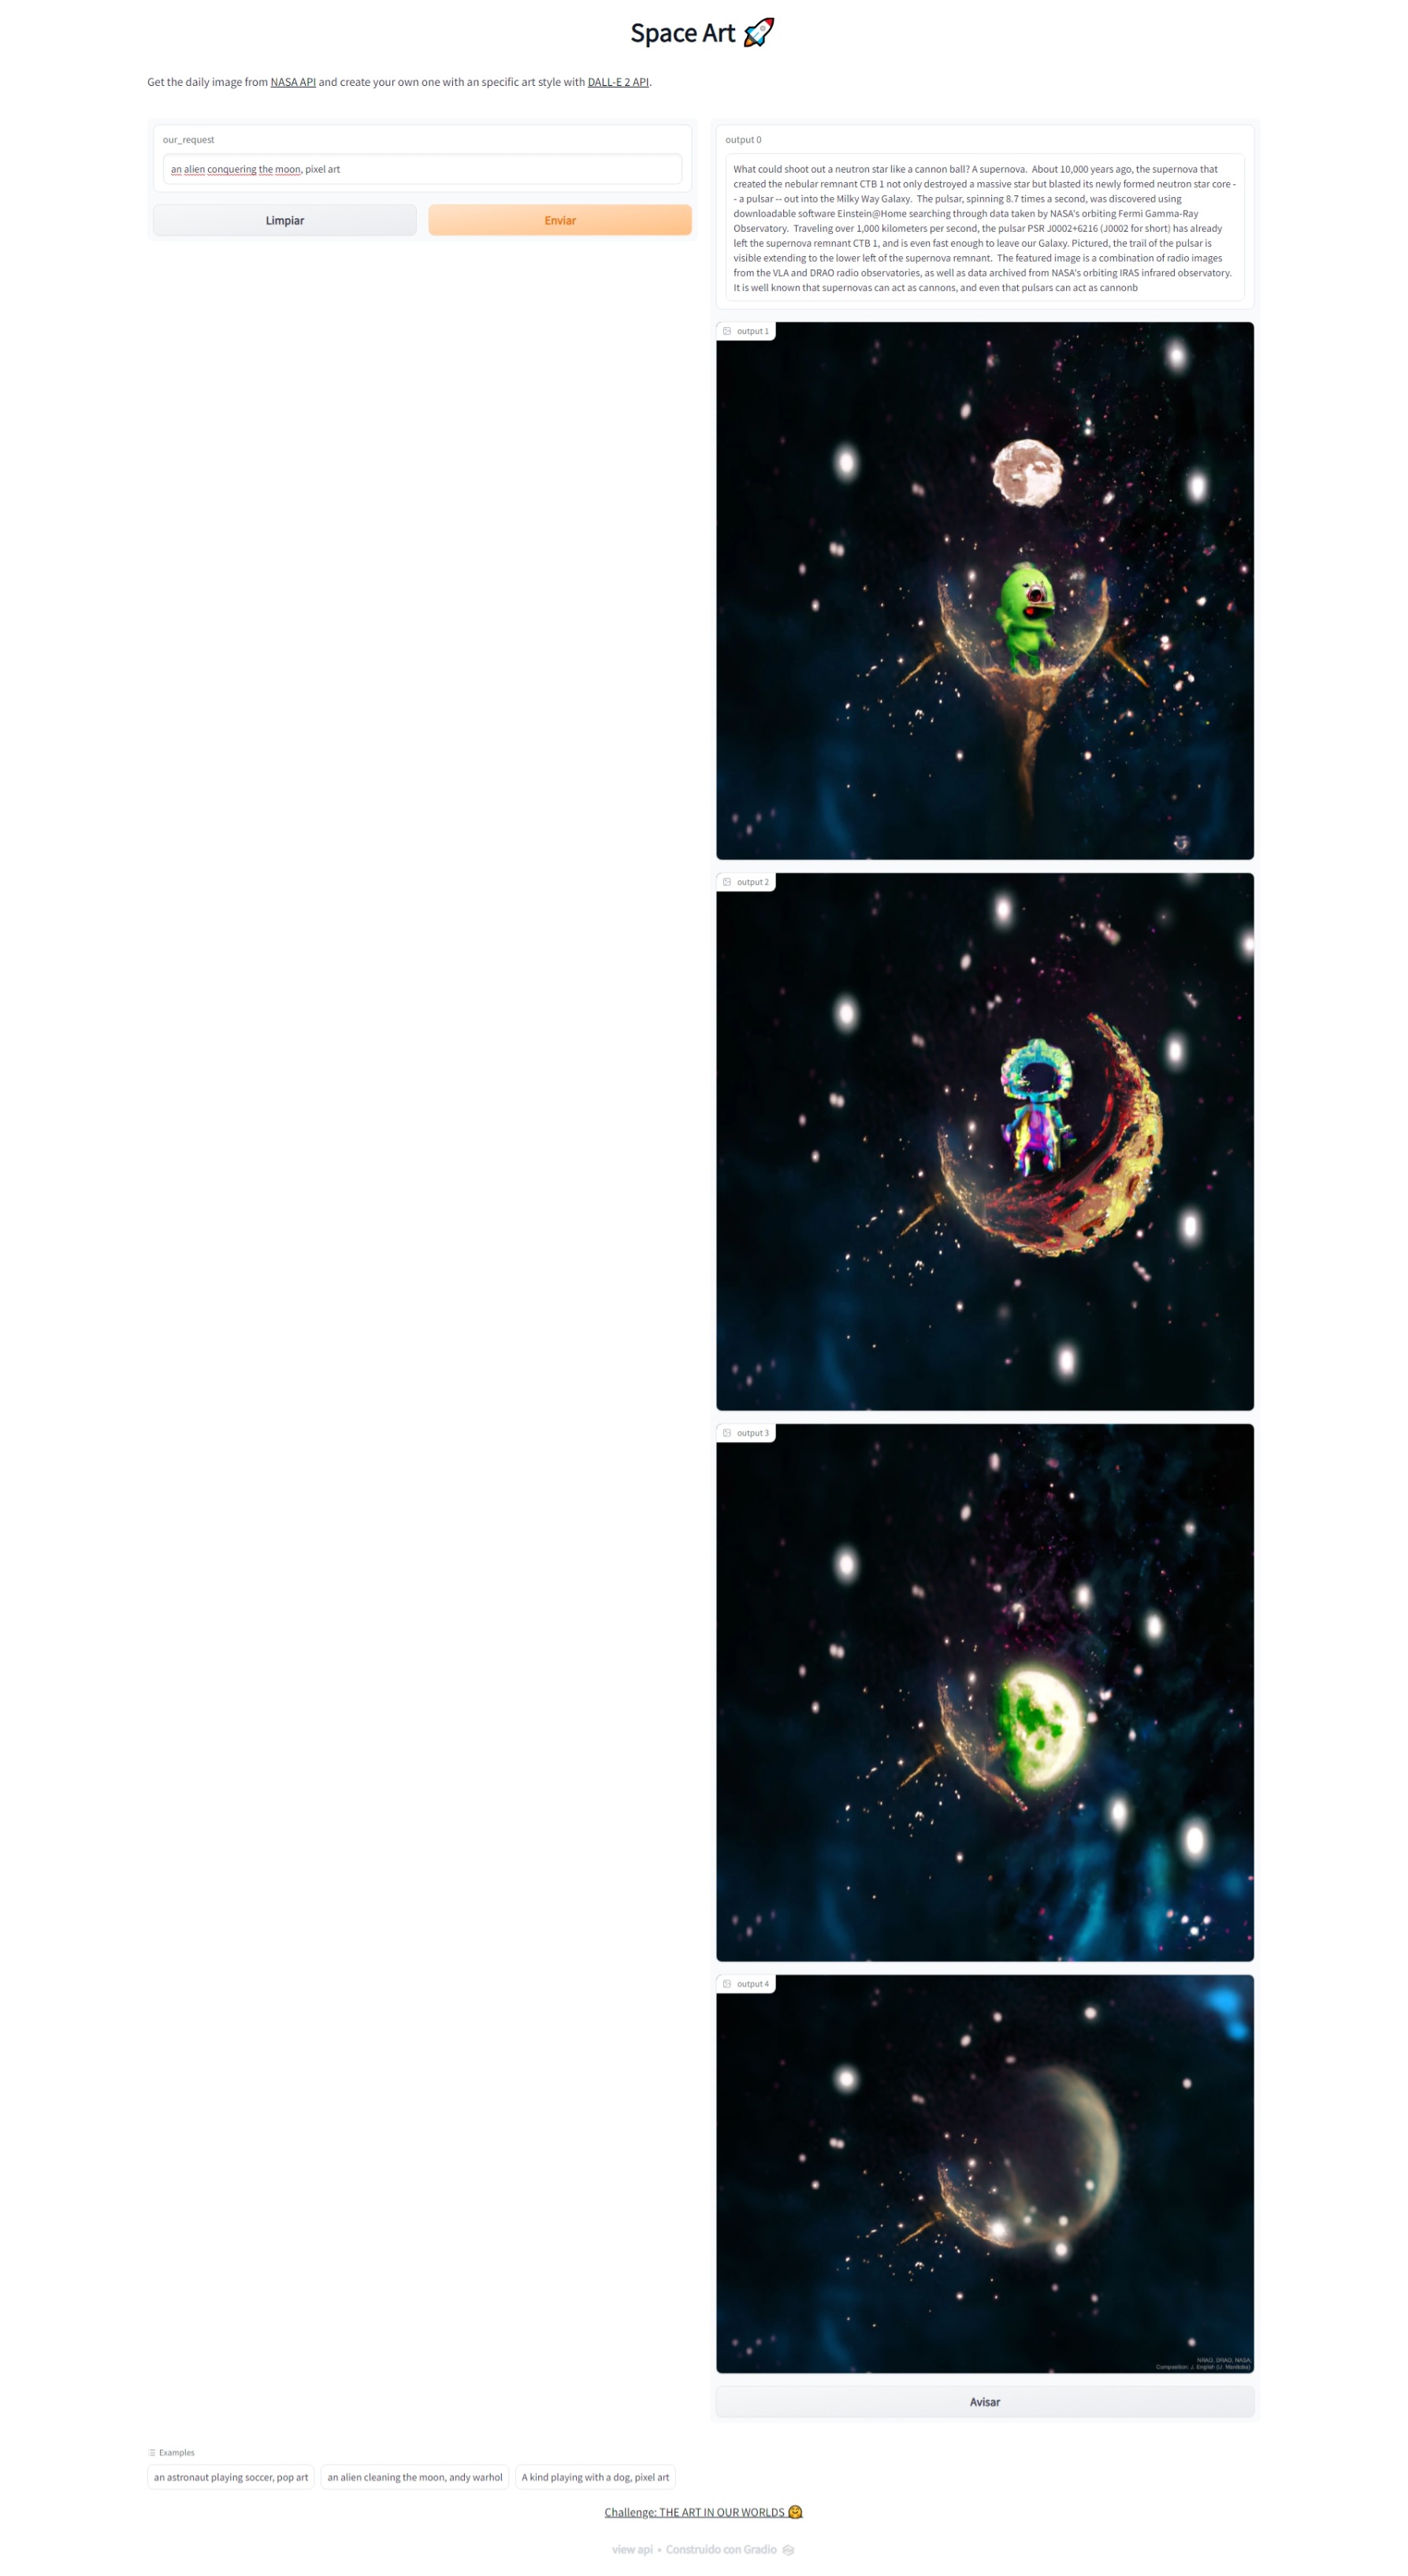 Space Art 🚀
Get the daily image from NASA API and create your own one with an specific art style with DALL-E 2 API.
our_request
an alien conquering the moon, pixel art
Limpiar
Enviar
output 0
What could shoot out a neutron star like a cannon ball? A supernova.  About 10,000 years ago, the supernova that
created the nebular remnant CTB 1 not only destroyed a massive star but blasted its newly formed neutron star core -
- a pulsar -- out into the Milky Way Galaxy.  The pulsar, spinning 8.7 times a second, was discovered using
downloadable software Einstein@Home searching through data taken by NASA's orbiting Fermi Gamma-Ray
Observatory.  Traveling over 1,000 kilometers per second, the pulsar PSR J0002+6216 (J0002 for short) has already
left the supernova remnant CTB 1, and is even fast enough to leave our Galaxy. Pictured, the trail of the pulsar is
visible extending to the lower left of the supernova remnant.  The featured image is a combination of radio images
from the VLA and DRAO radio observatories, as well as data archived from NASA's orbiting IRAS infrared observatory.
It is well known that supernovas can act as cannons, and even that pulsars can act as cannonb
output 1
output 2
output 3
output 4
NRAO, DRAO, NASA,
Composition: J. English (U. Manitoba)
Avisar
Examples
an astronaut playing soccer, pop art
an alien cleaning the moon, andy warhol
A kind playing with a dog, pixel art
Challenge: THE ART IN OUR WORLDS 🤗
view api • Construido con Gradio